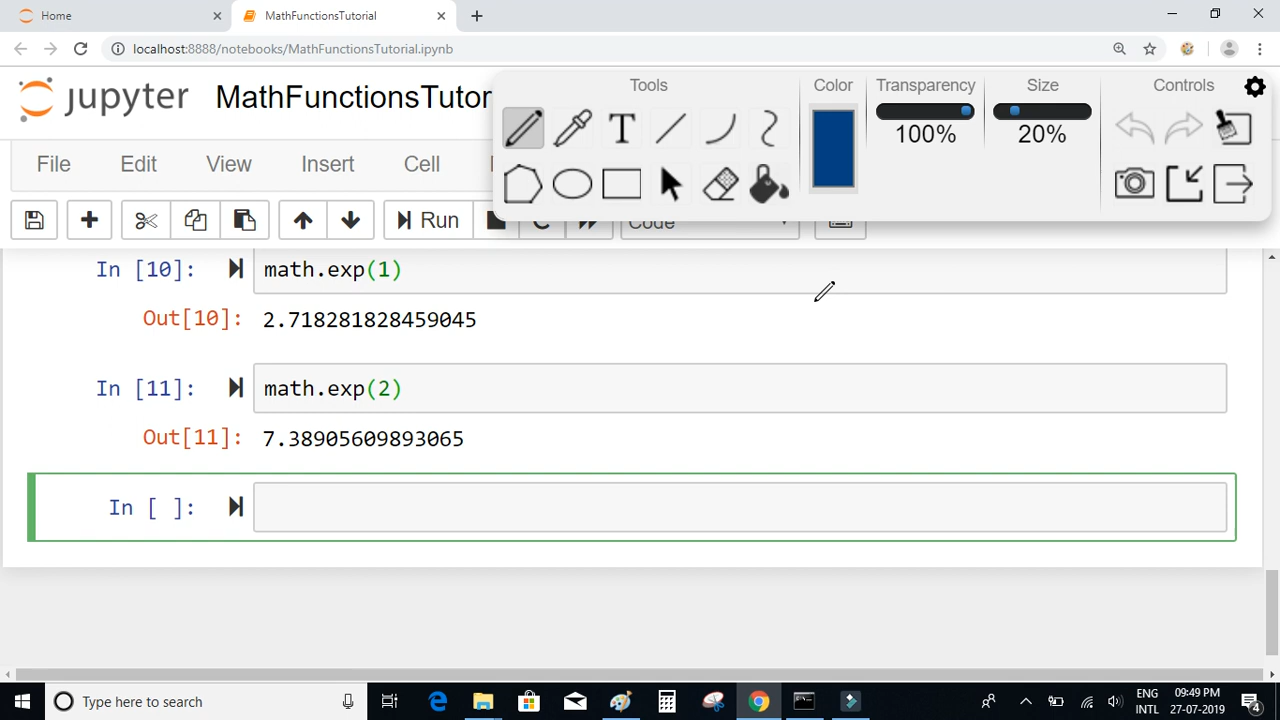 Home
MathFunctionsTutorial
localhost:8888/notebooks/MathFunctionsTutorial.ipynb
jupyter
MathFunctionsTutor
Tools
Color
Transparency
Size
Controls
100%
20%
File
Edit
View
Insert
Cell
Run
Code
In [10]:
math.exp(1)
Out[10]:
2.718281828459045
In [11]:
math.exp(2)
Out[11]:
7.38905609893065
In [ ]:
Type here to search
ENG
INTL
09:49 PM
27-07-2019
4